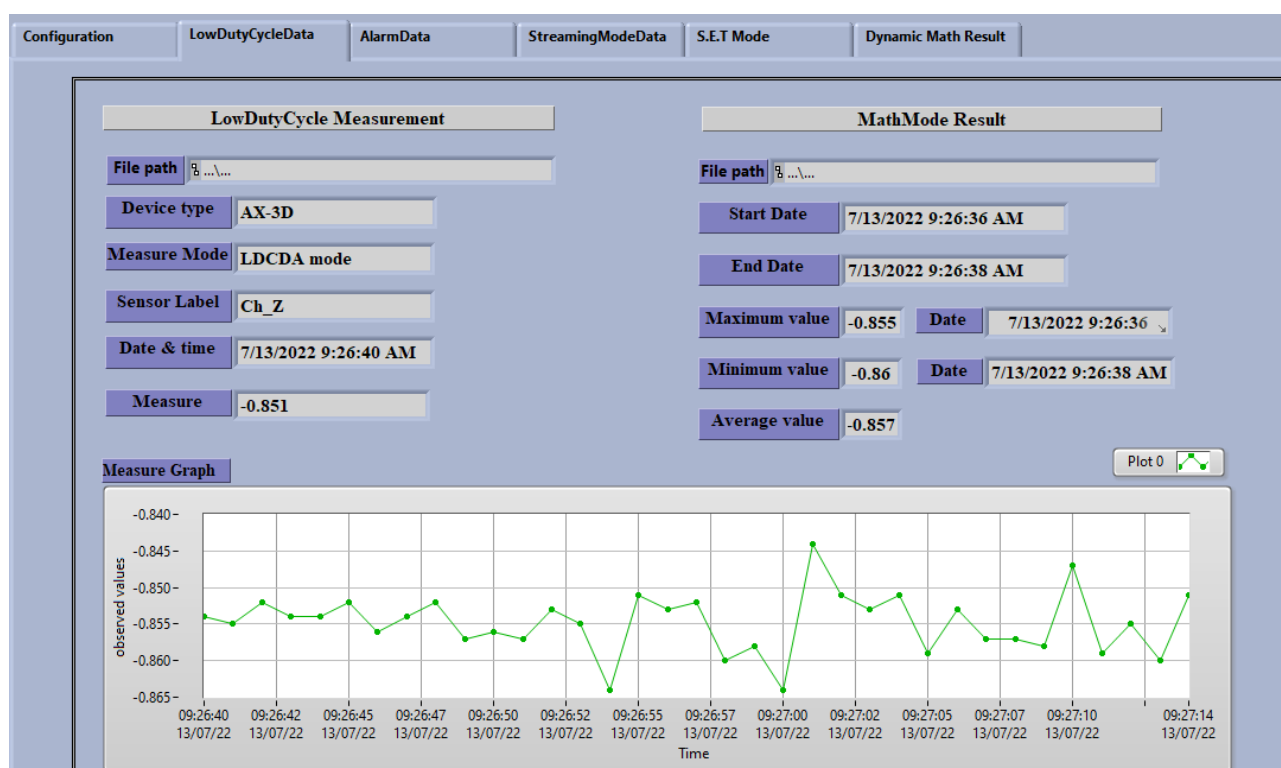 Configuration
LowDutyCycleData
AlarmData
StreamingModeData
S.E.T Mode
Dynamic Math Result
LowDutyCycle Measurement
File path ...\...
Device type AX-3D
Measure Mode LDCDA mode
Sensor Label Ch_Z
Date & time 7/13/2022 9:26:40 AM
Measure -0.851
MathMode Result
File path ...\...
Start Date 7/13/2022 9:26:36 AM
End Date 7/13/2022 9:26:38 AM
Maximum value -0.855 Date 7/13/2022 9:26:36
Minimum value -0.86 Date 7/13/2022 9:26:38 AM
Average value -0.857
Measure Graph
Plot 0
-0.840
-0.845
-0.850
-0.855
-0.860
-0.865
observed values
09:26:40 09:26:42 09:26:45 09:26:47 09:26:50 09:26:52 09:26:55 09:26:57 09:27:00 09:27:02 09:27:05 09:27:07 09:27:10 09:27:14
13/07/22 13/07/22 13/07/22 13/07/22 13/07/22 13/07/22 13/07/22 13/07/22 13/07/22 13/07/22 13/07/22 13/07/22 13/07/22 13/07/22
Time